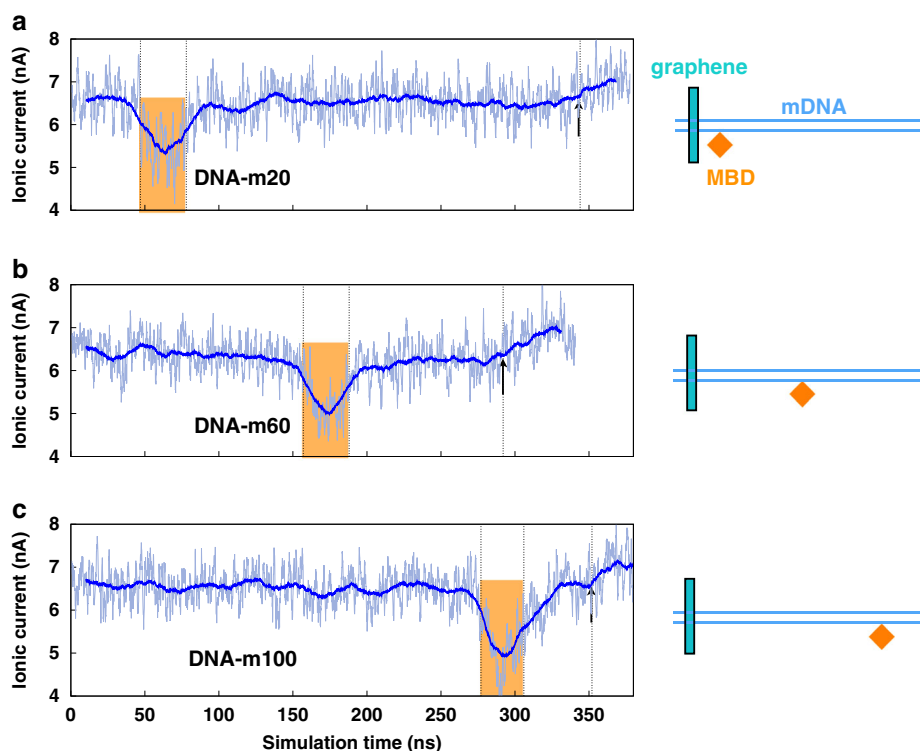 a
Ionic current (nA)
8
7
6
5
4
DNA-m20
graphene
mDNA
MBD
b
Ionic current (nA)
8
7
6
5
4
DNA-m60
c
Ionic current (nA)
8
7
6
5
4
DNA-m100
0 50 100 150 200 250 300 350
Simulation time (ns)